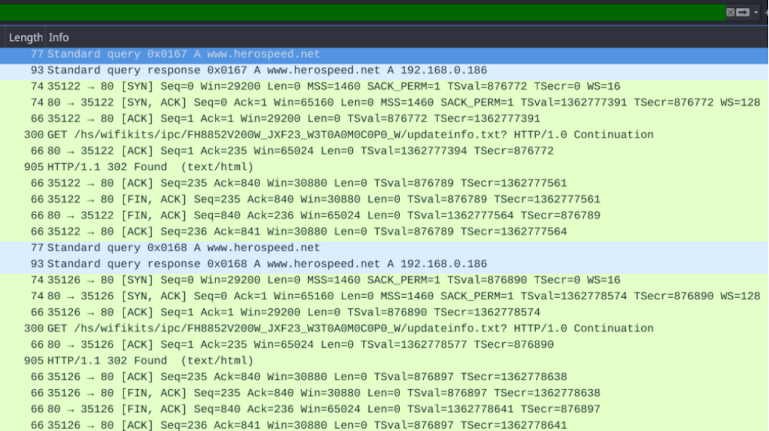 Length Info
77 Standard query 0x0167 A www.herospeed.net
93 Standard query response 0x0167 A www.herospeed.net A 192.168.0.186
74 35122 → 80 [SYN] Seq=0 Win=29200 Len=0 MSS=1460 SACK_PERM=1 TSval=876772 TSecr=0 WS=16
74 80 → 35122 [SYN, ACK] Seq=0 Ack=1 Win=65160 Len=0 MSS=1460 SACK_PERM=1 TSval=1362777391 TSecr=876772 WS=128
66 35122 → 80 [ACK] Seq=1 Ack=1 Win=29200 Len=0 TSval=876772 TSecr=1362777391
300 GET /hs/wifikits/ipc/FH8852V200W_JXF23_W3T0A0M0C0P0_W/updateinfo.txt? HTTP/1.0 Continuation
66 80 → 35122 [ACK] Seq=1 Ack=235 Win=65024 Len=0 TSval=1362777394 TSecr=876772
905 HTTP/1.1 302 Found (text/html)
66 35122 → 80 [ACK] Seq=235 Ack=840 Win=30880 Len=0 TSval=876789 TSecr=1362777561
66 35122 → 80 [FIN, ACK] Seq=235 Ack=840 Win=30880 Len=0 TSval=876789 TSecr=1362777561
66 80 → 35122 [FIN, ACK] Seq=840 Ack=236 Win=65024 Len=0 TSval=1362777564 TSecr=876789
66 35122 → 80 [ACK] Seq=236 Ack=841 Win=30880 Len=0 TSval=876789 TSecr=1362777564
77 Standard query 0x0168 A www.herospeed.net
93 Standard query response 0x0168 A www.herospeed.net A 192.168.0.186
74 35126 → 80 [SYN] Seq=0 Win=29200 Len=0 MSS=1460 SACK_PERM=1 TSval=876890 TSecr=0 WS=16
74 80 → 35126 [SYN, ACK] Seq=0 Ack=1 Win=65160 Len=0 MSS=1460 SACK_PERM=1 TSval=1362778574 TSecr=876890 WS=128
66 35126 → 80 [ACK] Seq=1 Ack=1 Win=29200 Len=0 TSval=876890 TSecr=1362778574
300 GET /hs/wifikits/ipc/FH8852V200W_JXF23_W3T0A0M0C0P0_W/updateinfo.txt? HTTP/1.0 Continuation
66 80 → 35126 [ACK] Seq=1 Ack=235 Win=65024 Len=0 TSval=1362778577 TSecr=876890
905 HTTP/1.1 302 Found (text/html)
66 35126 → 80 [ACK] Seq=235 Ack=840 Win=30880 Len=0 TSval=876897 TSecr=1362778638
66 35126 → 80 [FIN, ACK] Seq=235 Ack=840 Win=30880 Len=0 TSval=876897 TSecr=1362778638
66 80 → 35126 [FIN, ACK] Seq=840 Ack=236 Win=65024 Len=0 TSval=1362778641 TSecr=876897
66 35126 → 80 [ACK] Seq=236 Ack=841 Win=30880 Len=0 TSval=876897 TSecr=1362778641